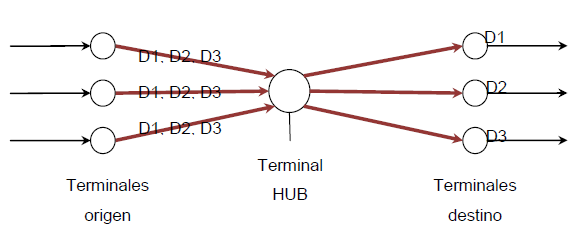 D1, D2, D3
D1, D2, D3
D1, D2, D3
D1
D2
D3
Terminales
origen
Terminal
HUB
Terminales
destino